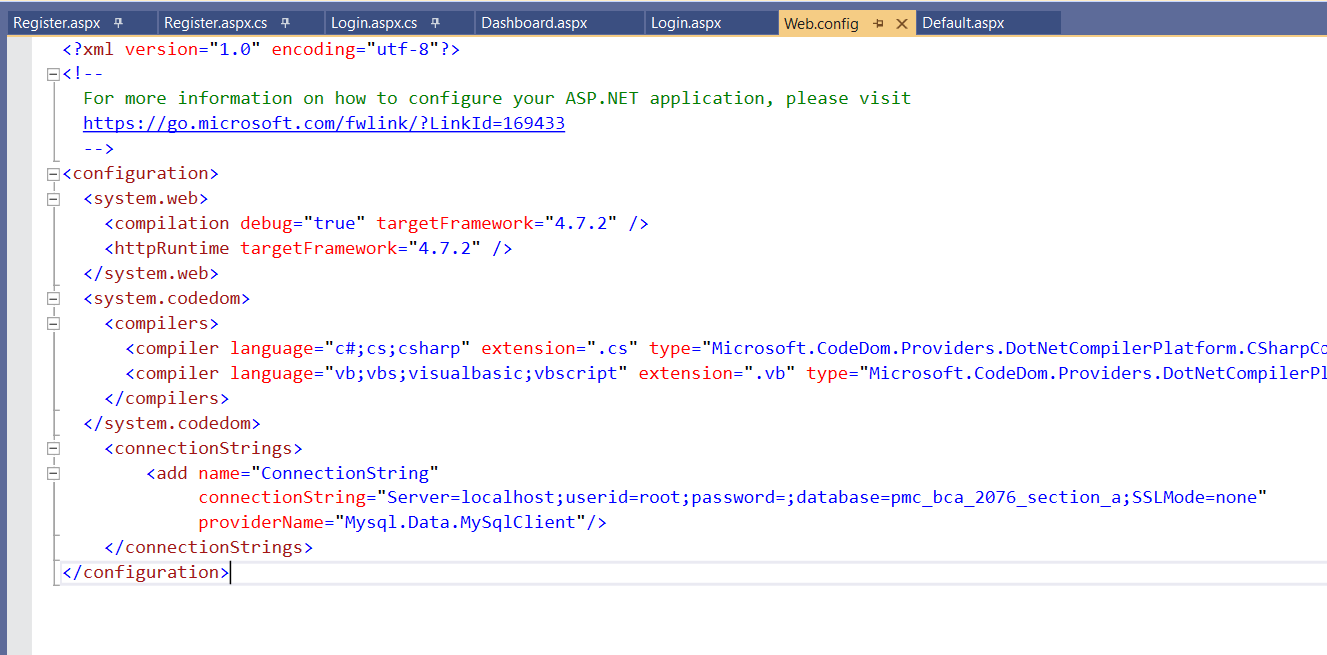 Register.aspx Register.aspx.cs Login.aspx.cs Dashboard.aspx Login.aspx Web.config Default.aspx
<?xml version="1.0" encoding="utf-8"?>
<!--
For more information on how to configure your ASP.NET application, please visit
https://go.microsoft.com/fwlink/?LinkId=169433
-->
<configuration>
<system.web>
<compilation debug="true" targetFramework="4.7.2" />
<httpRuntime targetFramework="4.7.2" />
</system.web>
<system.codedom>
<compilers>
<compiler language="c#;cs;csharp" extension=".cs" type="Microsoft.CodeDom.Providers.DotNetCompilerPlatform.CSharpCo
<compiler language="vb;vbs;visualbasic;vbscript" extension=".vb" type="Microsoft.CodeDom.Providers.DotNetCompilerPl
</compilers>
</system.codedom>
<connectionStrings>
<add name="ConnectionString"
connectionString="Server=localhost;userid=root;password=;database=pmc_bca_2076_section_a;SSLMode=none"
providerName="Mysql.Data.MySqlClient"/>
</connectionStrings>
</configuration>